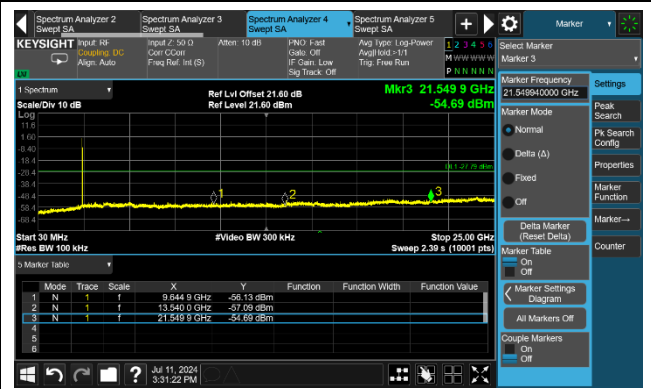 Spectrum Analyzer 2
Swept SA
Spectrum Analyzer 3
Swept SA
Spectrum Analyzer 4
Swept SA
Spectrum Analyzer 5
Swept SA
+
Marker
KEYSIGHT
Input: RF
Coupling: DC
Align: Auto
Input Z: 50 Ω
Corr CCorr
Freq Ref: Int (S)
Atten: 10 dB
PNO: Fast
Gate: Off
IF Gain: Low
Sig Track: Off
Avg Type: Log-Power
Avg|Hold:>1/1
Trig: Free Run
1 2 3 4 5 6
M W W W W W
P N N N N N
LXI
Select Marker
Marker 3
1 Spectrum
Scale/Div 10 dB
Ref Lvl Offset 21.60 dB
Ref Level 21.60 dBm
Mkr3 21.549 9 GHz
-54.69 dBm
Log
11.6
1.60
-8.40
-18.4
-28.4
-38.4
-48.4
-58.4
-68.4
DL1 -27.79 dBm
1
2
3
Start 30 MHz
#Res BW 100 kHz
#Video BW 300 kHz
Stop 25.00 GHz
Sweep 2.39 s (10001 pts)
5 Marker Table
Mode Trace Scale X Y Function Function Width Function Value
1 N 1 f 9.644 9 GHz -56.13 dBm
2 N 1 f 13.540 0 GHz -57.09 dBm
3 N 1 f 21.549 9 GHz -54.69 dBm
4
5
6
Marker Frequency
21.549940000 GHz
Marker Mode
Normal
Delta (Δ)
Fixed
Off
Delta Marker
(Reset Delta)
Marker Table
On
Off
Marker Settings
Diagram
All Markers Off
Couple Markers
On
Off
Settings
Peak
Search
Pk Search
Config
Properties
Marker
Function
Marker→
Counter
?
Jul 11, 2024
3:31:22 PM